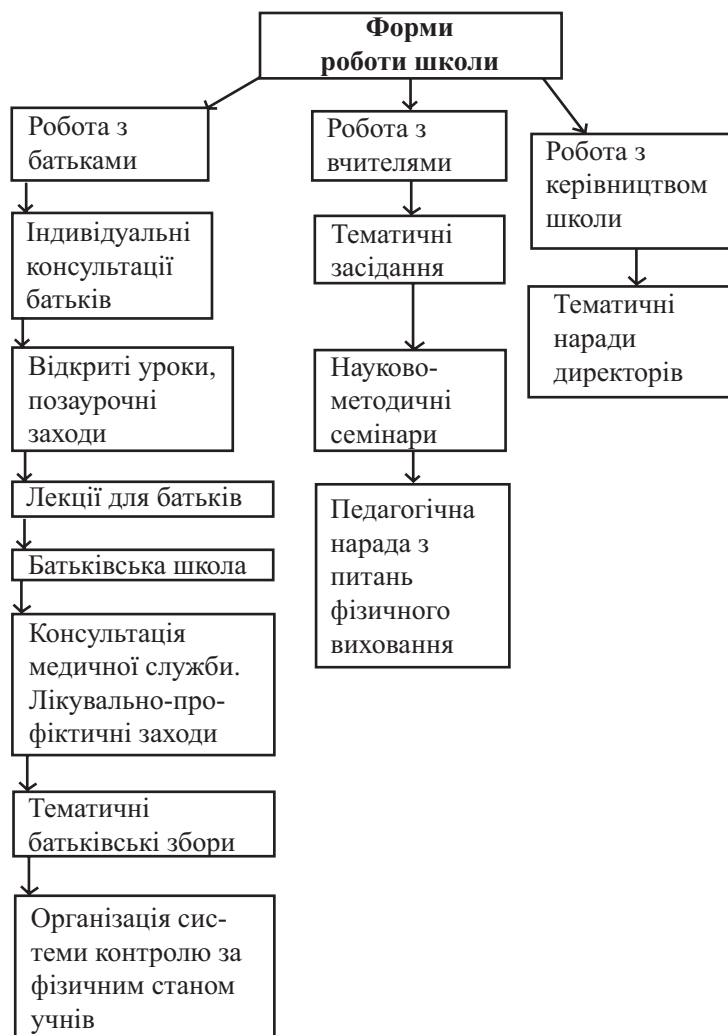 Форми
роботи школи
Робота з
батьками
Індивідуальні
консультації
батьків
Відкриті уроки,
позаурочні
заходи
Лекції для батьків
Батьківська школа
Консультація
медичної служби.
Лікувально-про-
фіктичні заходи
Тематичні
батьківські збори
Організація сис-
теми контролю за
фізичним станом
учнів
Робота з
вчителями
Тематичні
засідання
Науково-
методичні
семінари
Педагогічна
нарада з
питань
фізичного
виховання
Робота з
керівництвом
школи
Тематичні
наради
директорів